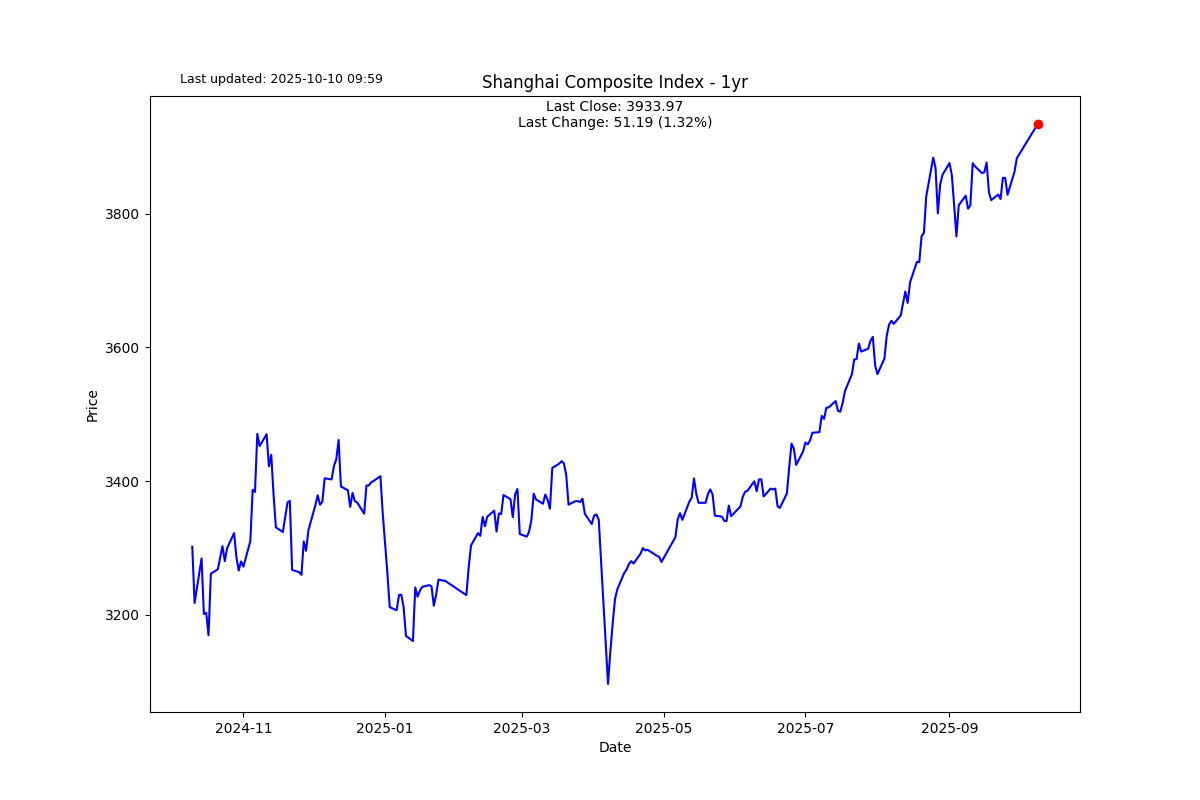 Last updated: 2025-10-10 09:59
Shanghai Composite Index - 1yr
Last Close: 3933.97
Last Change: 51.19 (1.32%)
3800
3600
3400
3200
Price
2024-11
2025-01
2025-03
2025-05
2025-07
2025-09
Date